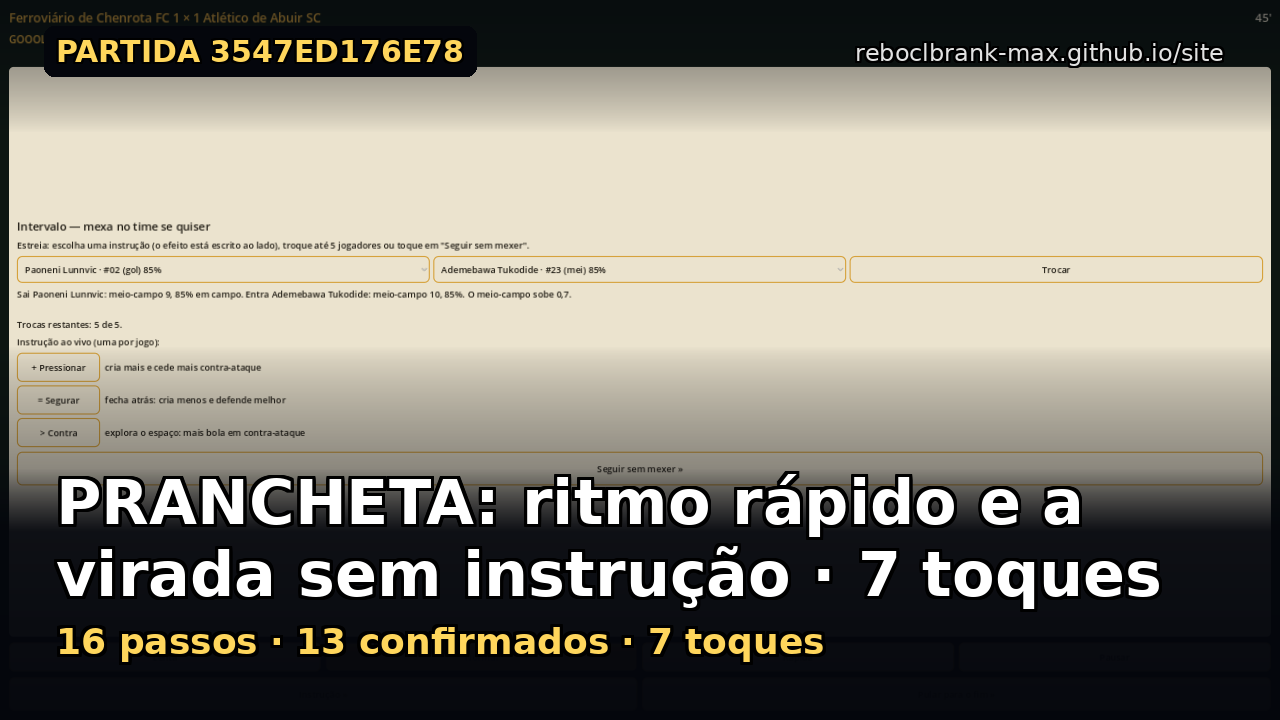 Ferroviário de Chenrota FC 1 × 1 Atlético de Abuir SC
45'
PARTIDA 3547ED176E78
reboclbrank-max.github.io/site
Intervalo — mexa no time se quiser
Estreia: escolha uma instrução (o efeito está escrito ao lado), troque até 5 jogadores ou toque em "Seguir sem mexer".
Paoneni Lunnvic · #02 (gol) 85%
Ademebawa Tukodide · #23 (mei) 85%
Trocar
Sai Paoneni Lunnvic: meio-campo 9, 85% em campo. Entra Ademebawa Tukodide: meio-campo 10, 85%. O meio-campo sobe 0,7.
Trocas restantes: 5 de 5.
Instrução ao vivo (uma por jogo):
+ Pressionar
cria mais e cede mais contra-ataque
= Segurar
fecha atrás: cria menos e defende melhor
> Contra
explora o espaço: mais bola em contra-ataque
Seguir sem mexer »
PRANCHETA: ritmo rápido e a
virada sem instrução · 7 toques
16 passos · 13 confirmados · 7 toques